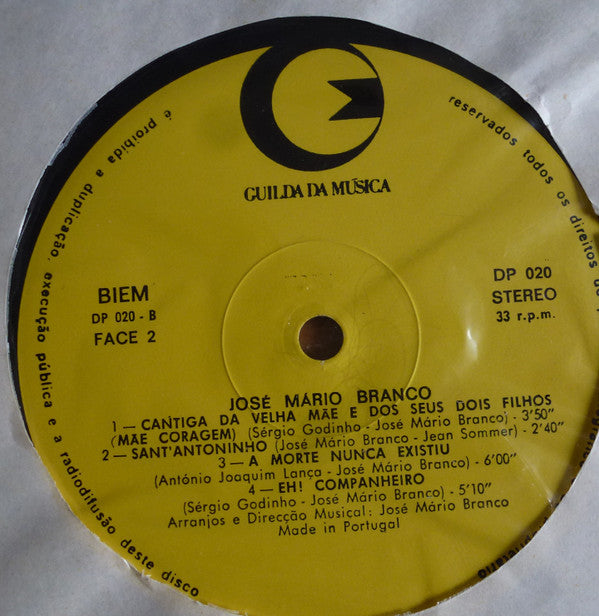 GUILDA DA MÚSICA
BIEM
DP 020 - B
FACE 2
DP 020
STEREO
33 r.p.m.
JOSÉ MÁRIO BRANCO
1 — CANTIGA DA VELHA MÃE E DOS SEUS DOIS FILHOS
(MÃE CORAGEM) (Sérgio Godinho - José Mário Branco) - 3'50"
2 — SANT'ANTONINHO (José Mário Branco - Jean Sommer) - 2'40"
3 — A MORTE NUNCA EXISTIU
(António Joaquim Lança - José Mário Branco) - 6'00"
4 — EH! COMPANHEIRO
(Sérgio Godinho - José Mário Branco) - 5'10"
Arranjos e Direcção Musical: José Mário Branco
Made in Portugal
reservados todos os direitos
é proibida a duplicação, execução pública e a radiodifusão deste disco